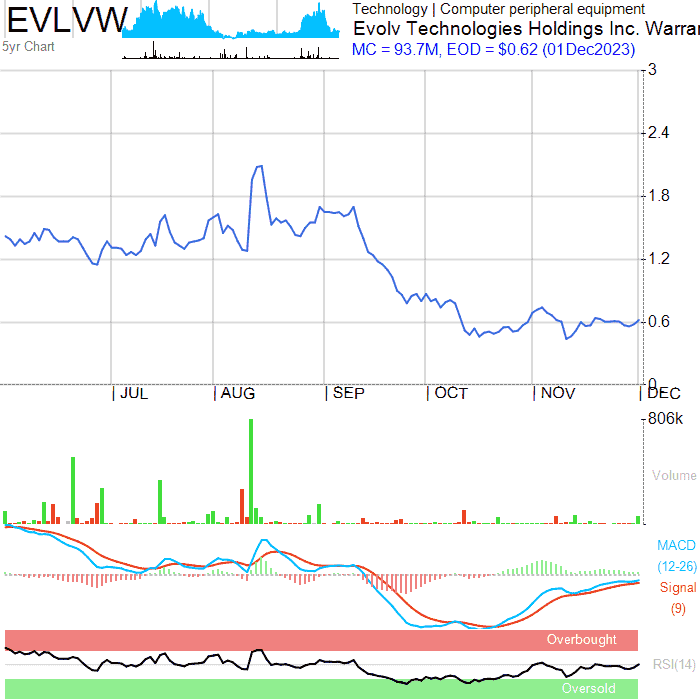 EVLVW
Technology | Computer peripheral equipment
Evolv Technologies Holdings Inc. Warrar
5yr Chart
MC = 93.7M, EOD = $0.62 (01Dec2023)
3
2.4
1.8
1.2
0.6
0
JUL AUG SEP OCT NOV DEC
806k
Volume
MACD
(12-26)
Signal
(9)
Overbought
RSI(14)
Oversold